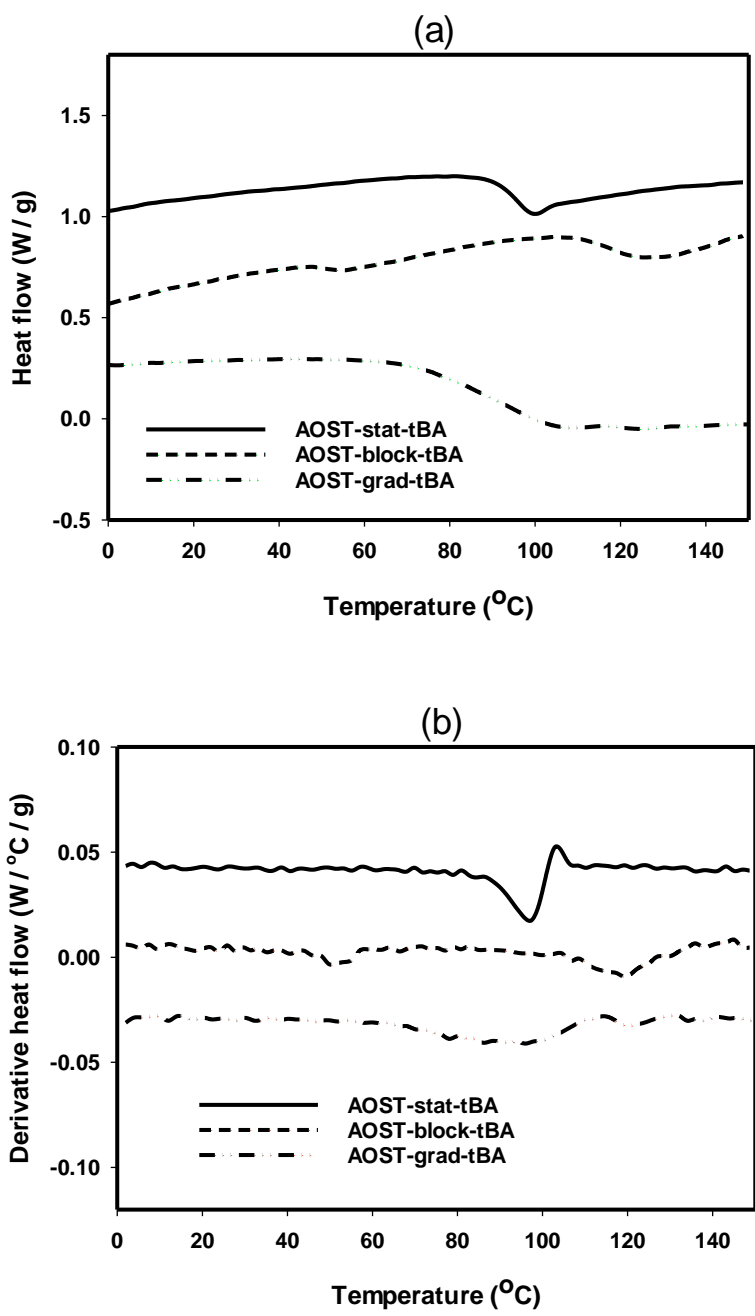 (a)
1.5
1.0
0.5
0.0
-0.5
Heat flow (W / g)
AOST-stat-tBA
AOST-block-tBA
AOST-grad-tBA
0 20 40 60 80 100 120 140
Temperature (°C)
(b)
0.10
0.05
0.00
-0.05
-0.10
Derivative heat flow (W / °C / g)
AOST-stat-tBA
AOST-block-tBA
AOST-grad-tBA
0 20 40 60 80 100 120 140
Temperature (°C)